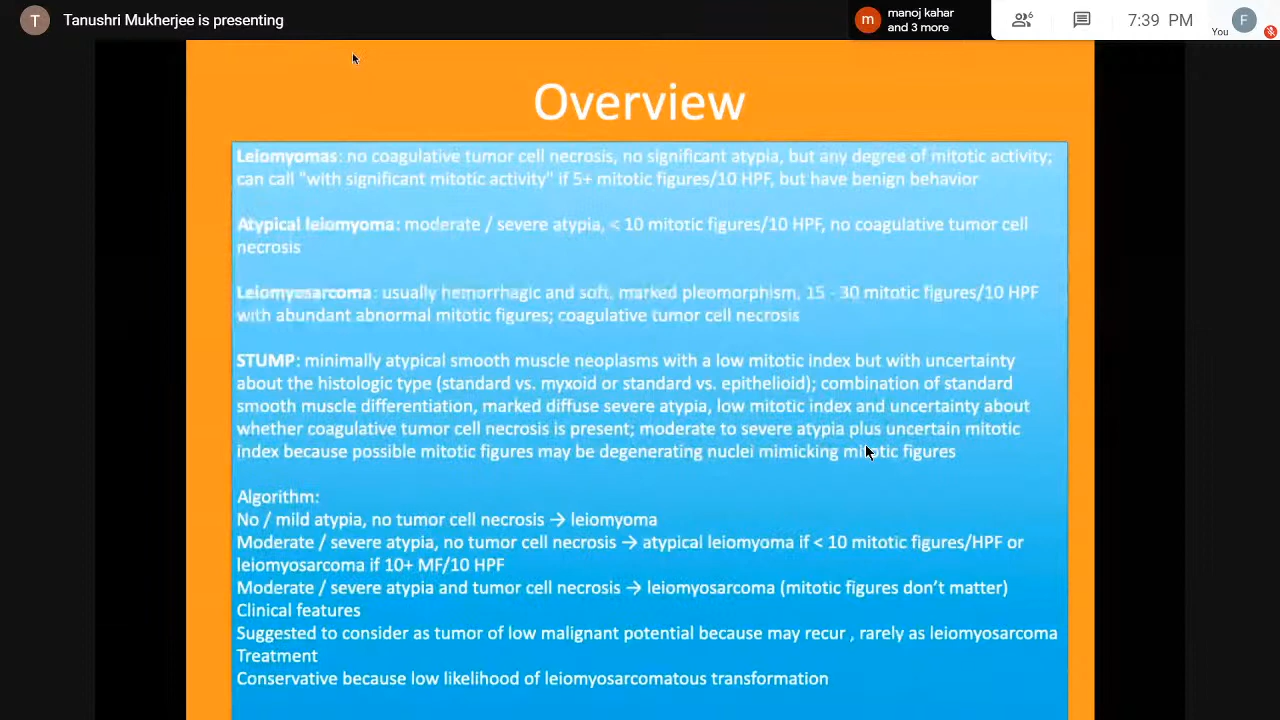 T Tanushri Mukherjee is presenting
m manoj kahar
and 3 more
6
7:39 PM
You
F
Overview
Leiomyomas: no coagulative tumor cell necrosis, no significant atypia, but any degree of mitotic activity;
can call "with significant mitotic activity" if 5+ mitotic figures/10 HPF, but have benign behavior
Atypical leiomyoma: moderate / severe atypia, < 10 mitotic figures/10 HPF, no coagulative tumor cell
necrosis
Leiomyosarcoma: usually hemorrhagic and soft, marked pleomorphism, 15 - 30 mitotic figures/10 HPF
with abundant abnormal mitotic figures; coagulative tumor cell necrosis
STUMP: minimally atypical smooth muscle neoplasms with a low mitotic index but with uncertainty
about the histologic type (standard vs. myxoid or standard vs. epithelioid); combination of standard
smooth muscle differentiation, marked diffuse severe atypia, low mitotic index and uncertainty about
whether coagulative tumor cell necrosis is present; moderate to severe atypia plus uncertain mitotic
index because possible mitotic figures may be degenerating nuclei mimicking mitotic figures
Algorithm:
No / mild atypia, no tumor cell necrosis → leiomyoma
Moderate / severe atypia, no tumor cell necrosis → atypical leiomyoma if < 10 mitotic figures/HPF or
leiomyosarcoma if 10+ MF/10 HPF
Moderate / severe atypia and tumor cell necrosis → leiomyosarcoma (mitotic figures don’t matter)
Clinical features
Suggested to consider as tumor of low malignant potential because may recur , rarely as leiomyosarcoma
Treatment
Conservative because low likelihood of leiomyosarcomatous transformation